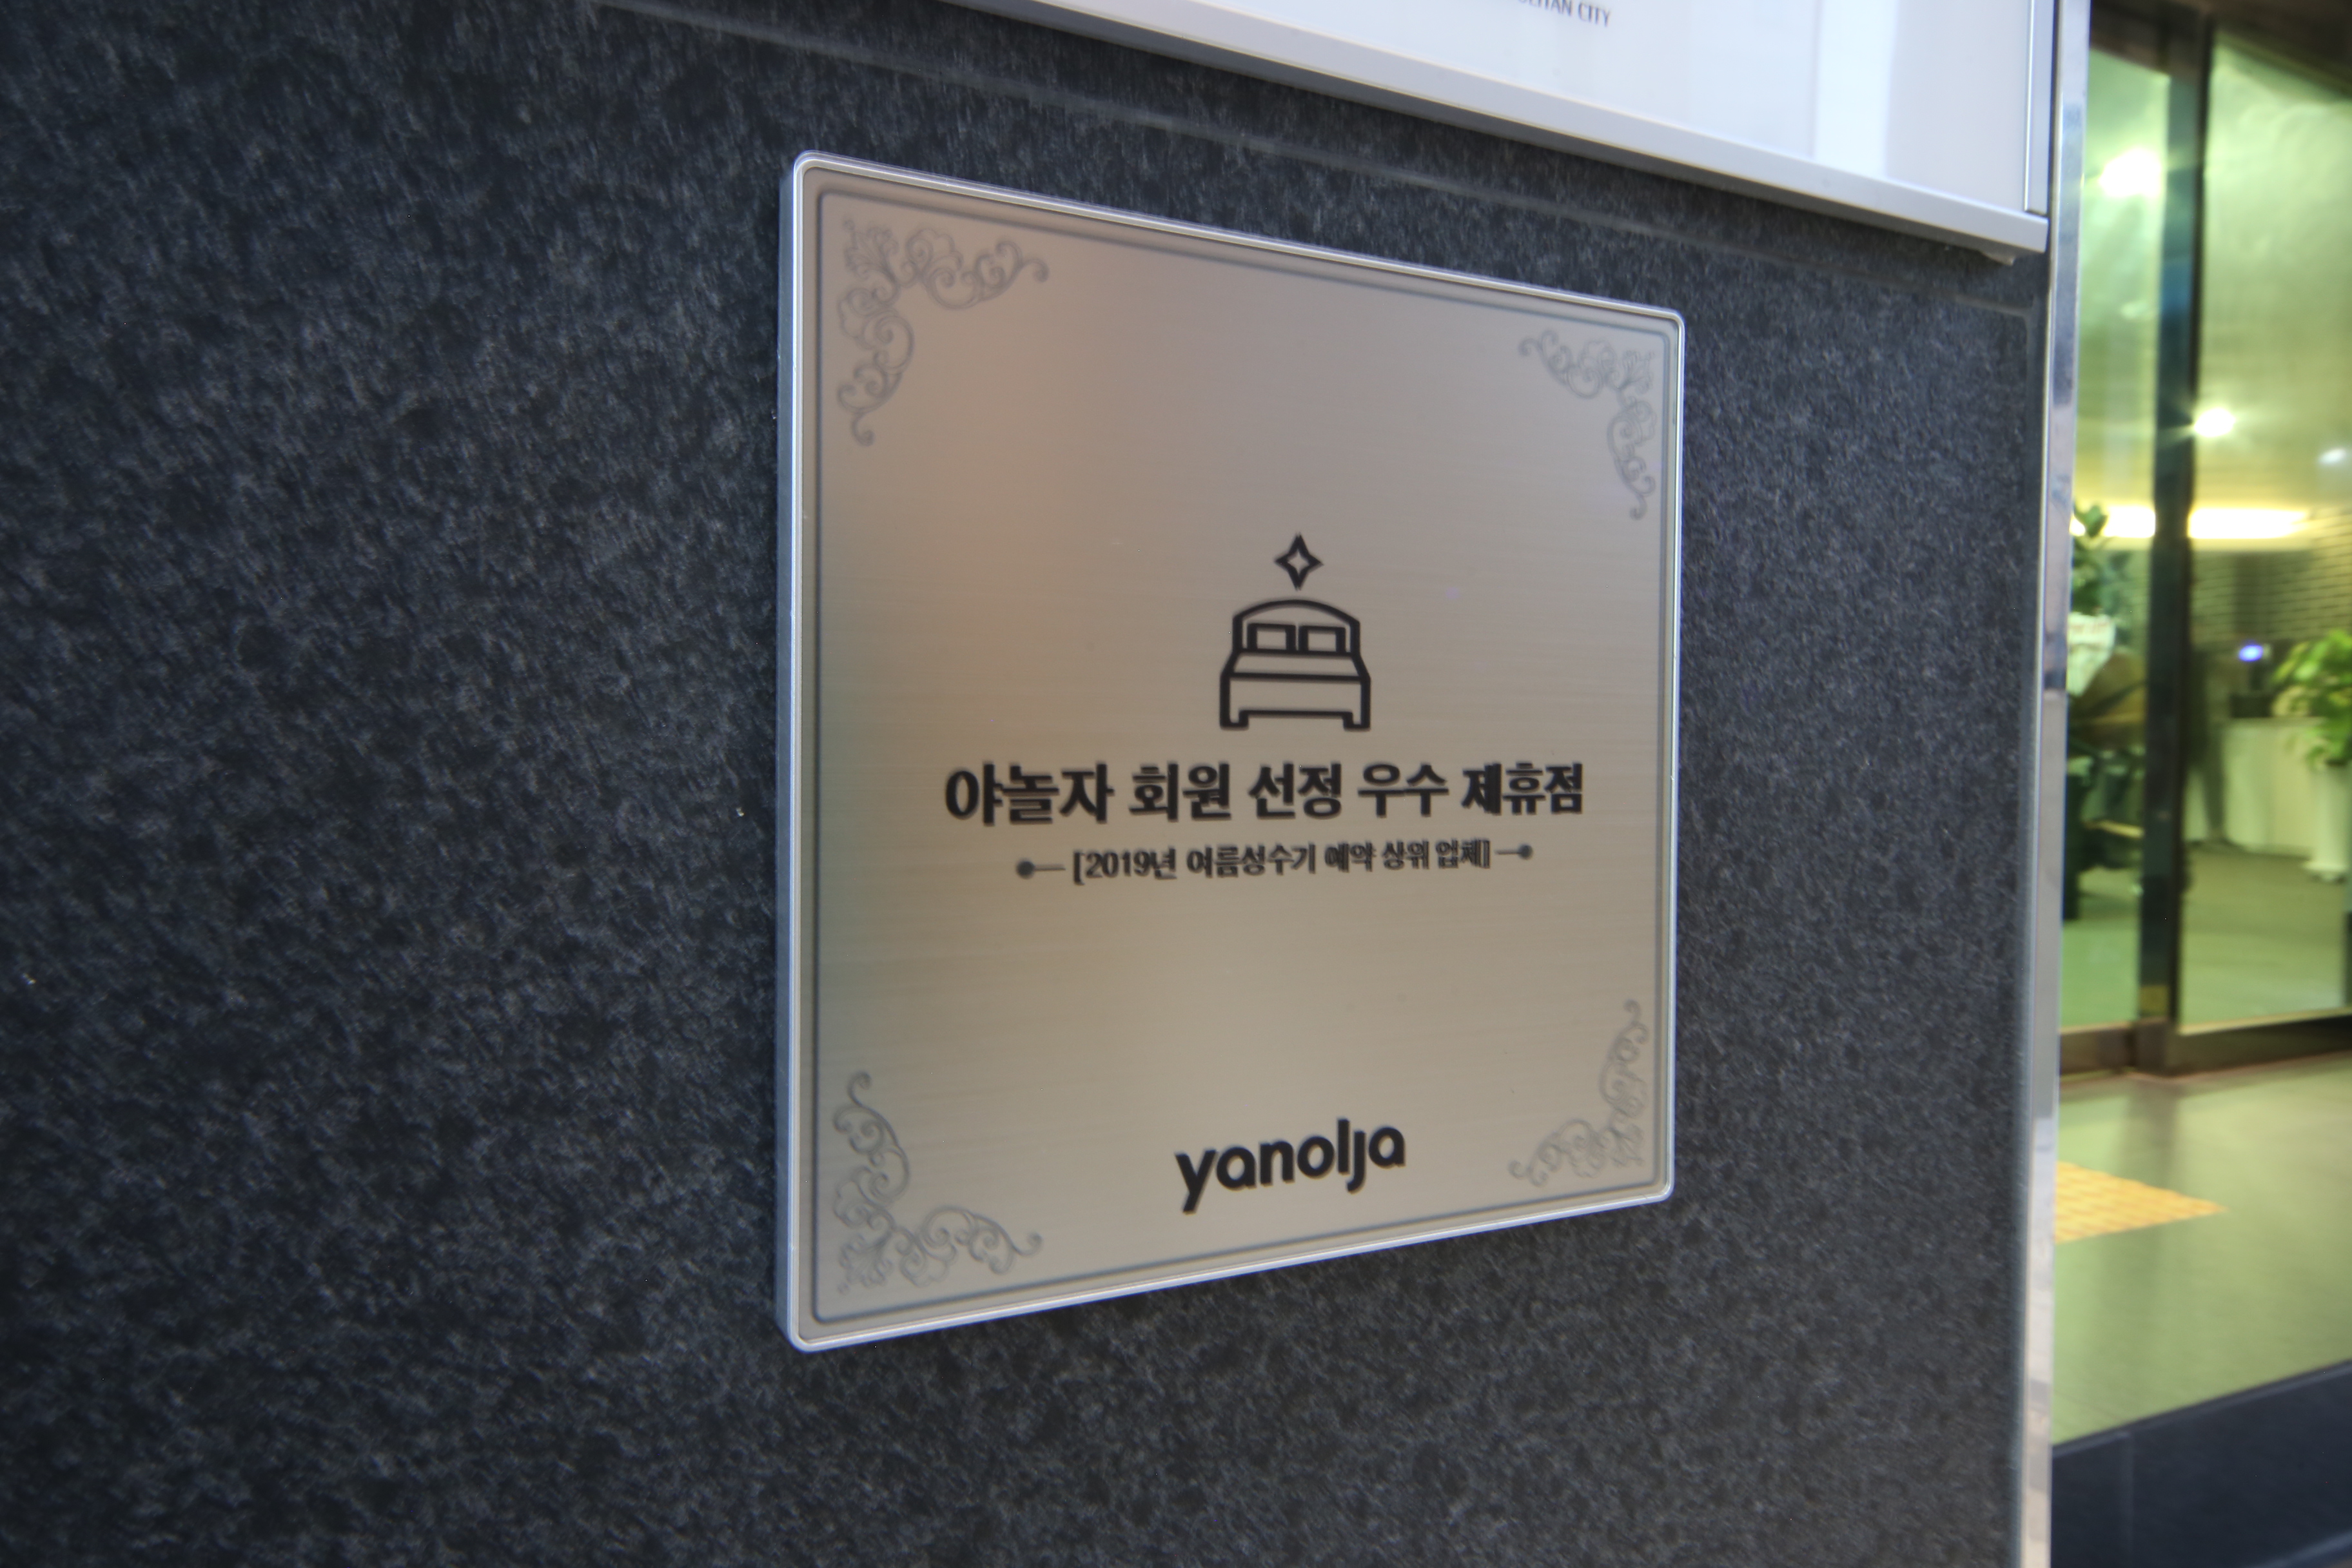 CITY
야놀자 회원 선정 우수 제휴점
[2019년 여름성수기 예약 상위 업체]
yanolja